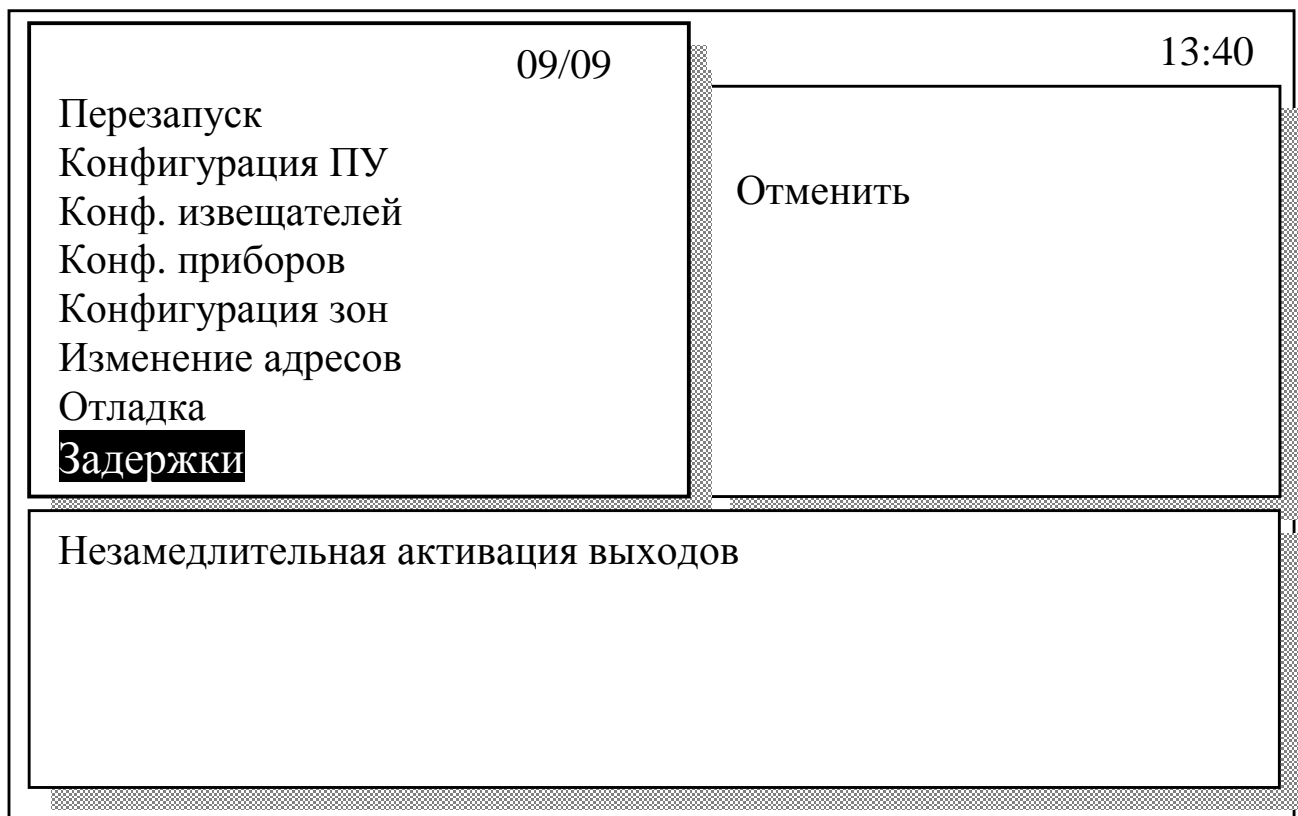 09/09
Перезапуск
Конфигурация ПУ
Конф. извещателей
Конф. приборов
Конфигурация зон
Изменение адресов
Отладка
Задержки
13:40
Отменить
Незамедлительная активация выходов